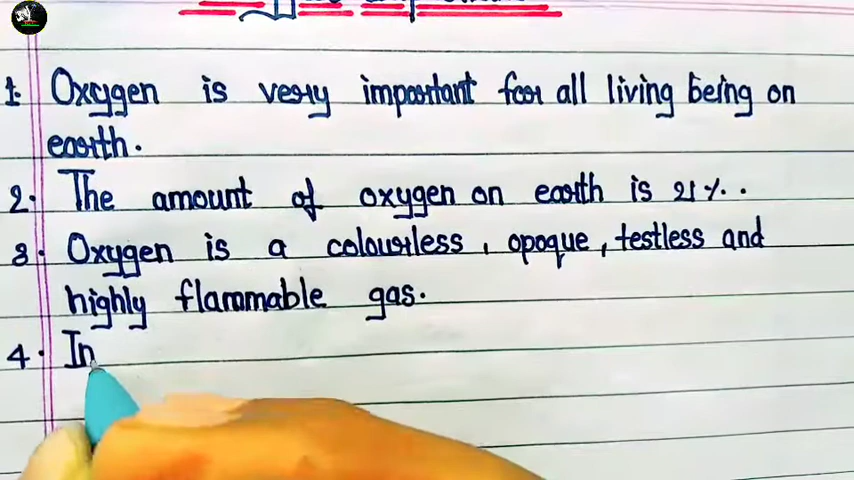 1. Oxygen is very important for all living being on
earth.
2. The amount of oxygen on earth is 21%.
3. Oxygen is a colourless, opoque, testless and
highly flammable gas.
4. In